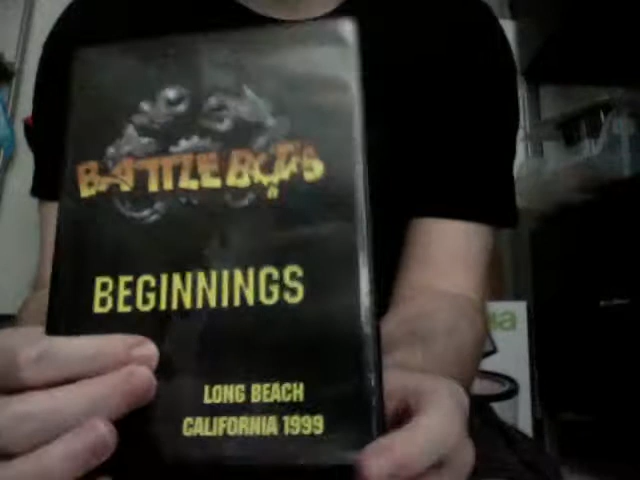 BATTLEBOTS
BEGINNINGS
LONG BEACH
CALIFORNIA 1999